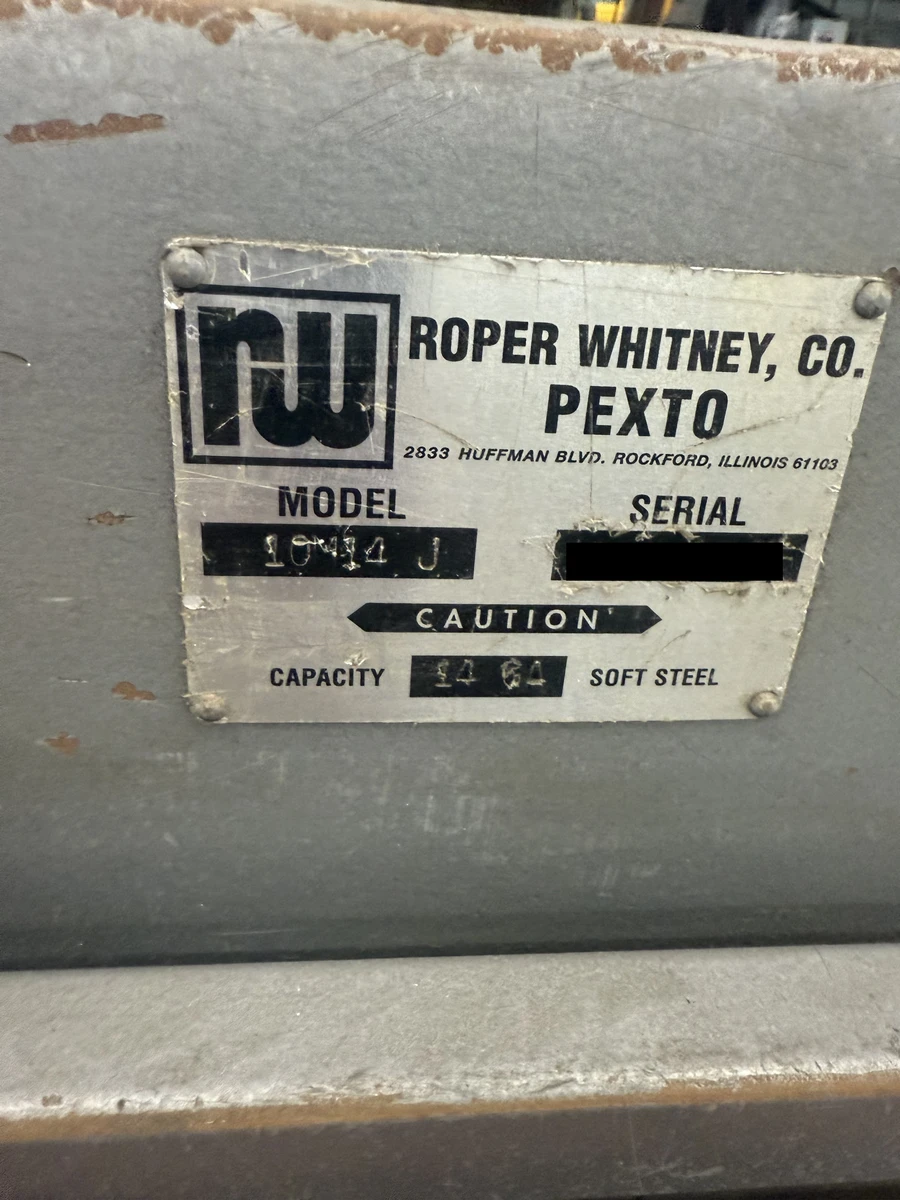 rw
ROPER WHITNEY, CO.
PEXTO
2833 HUFFMAN BLVD. ROCKFORD, ILLINOIS 61103
MODEL SERIAL
J
CAUTION
CAPACITY 14 GA SOFT STEEL